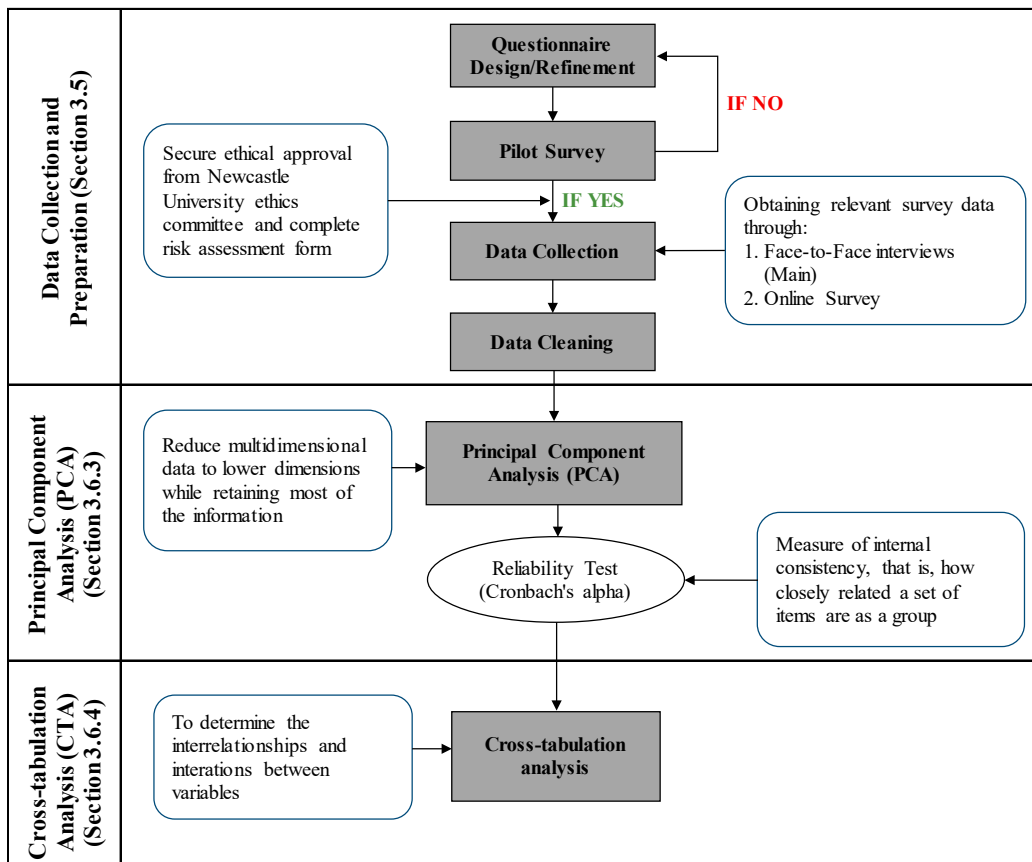 Data Collection and
Preparation (Section 3.5)
Questionnaire
Design/Refinement
IF NO
Pilot Survey
Secure ethical approval
from Newcastle
University ethics
committee and complete
risk assessment form
IF YES
Data Collection
Obtaining relevant survey data
through:
1. Face-to-Face interviews
(Main)
2. Online Survey
Data Cleaning
Principal Component
Analysis (PCA)
(Section 3.6.3)
Reduce multidimensional
data to lower dimensions
while retaining most of
the information
Principal Component
Analysis (PCA)
Reliability Test
(Cronbach's alpha)
Measure of internal
consistency, that is, how
closely related a set of
items are as a group
Cross-tabulation
Analysis (CTA)
(Section 3.6.4)
To determine the
interrelationships and
interations between
variables
Cross-tabulation
analysis